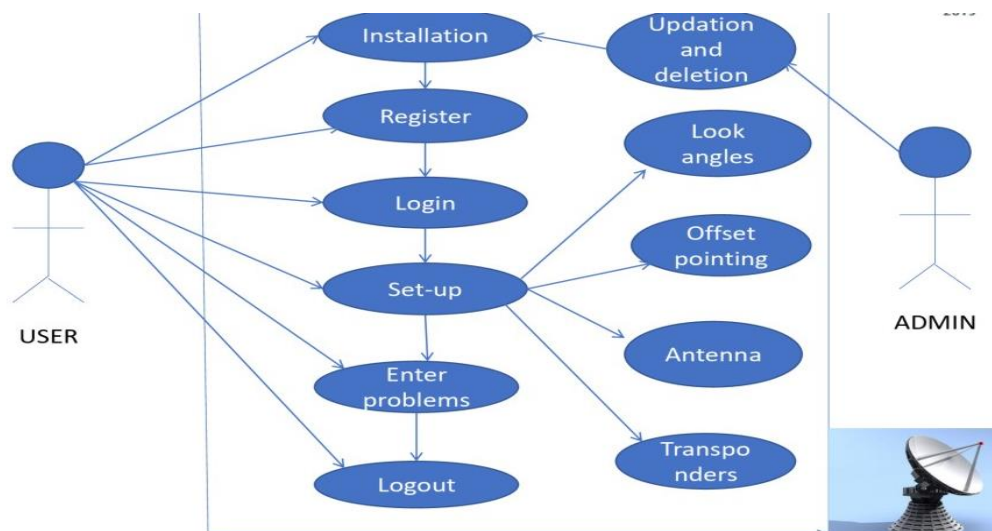 Installation
Updation
and
deletion
Register
Look
angles
Login
Offset
pointing
Set-up
USER
ADMIN
Antenna
Enter
problems
Transpo
nders
Logout